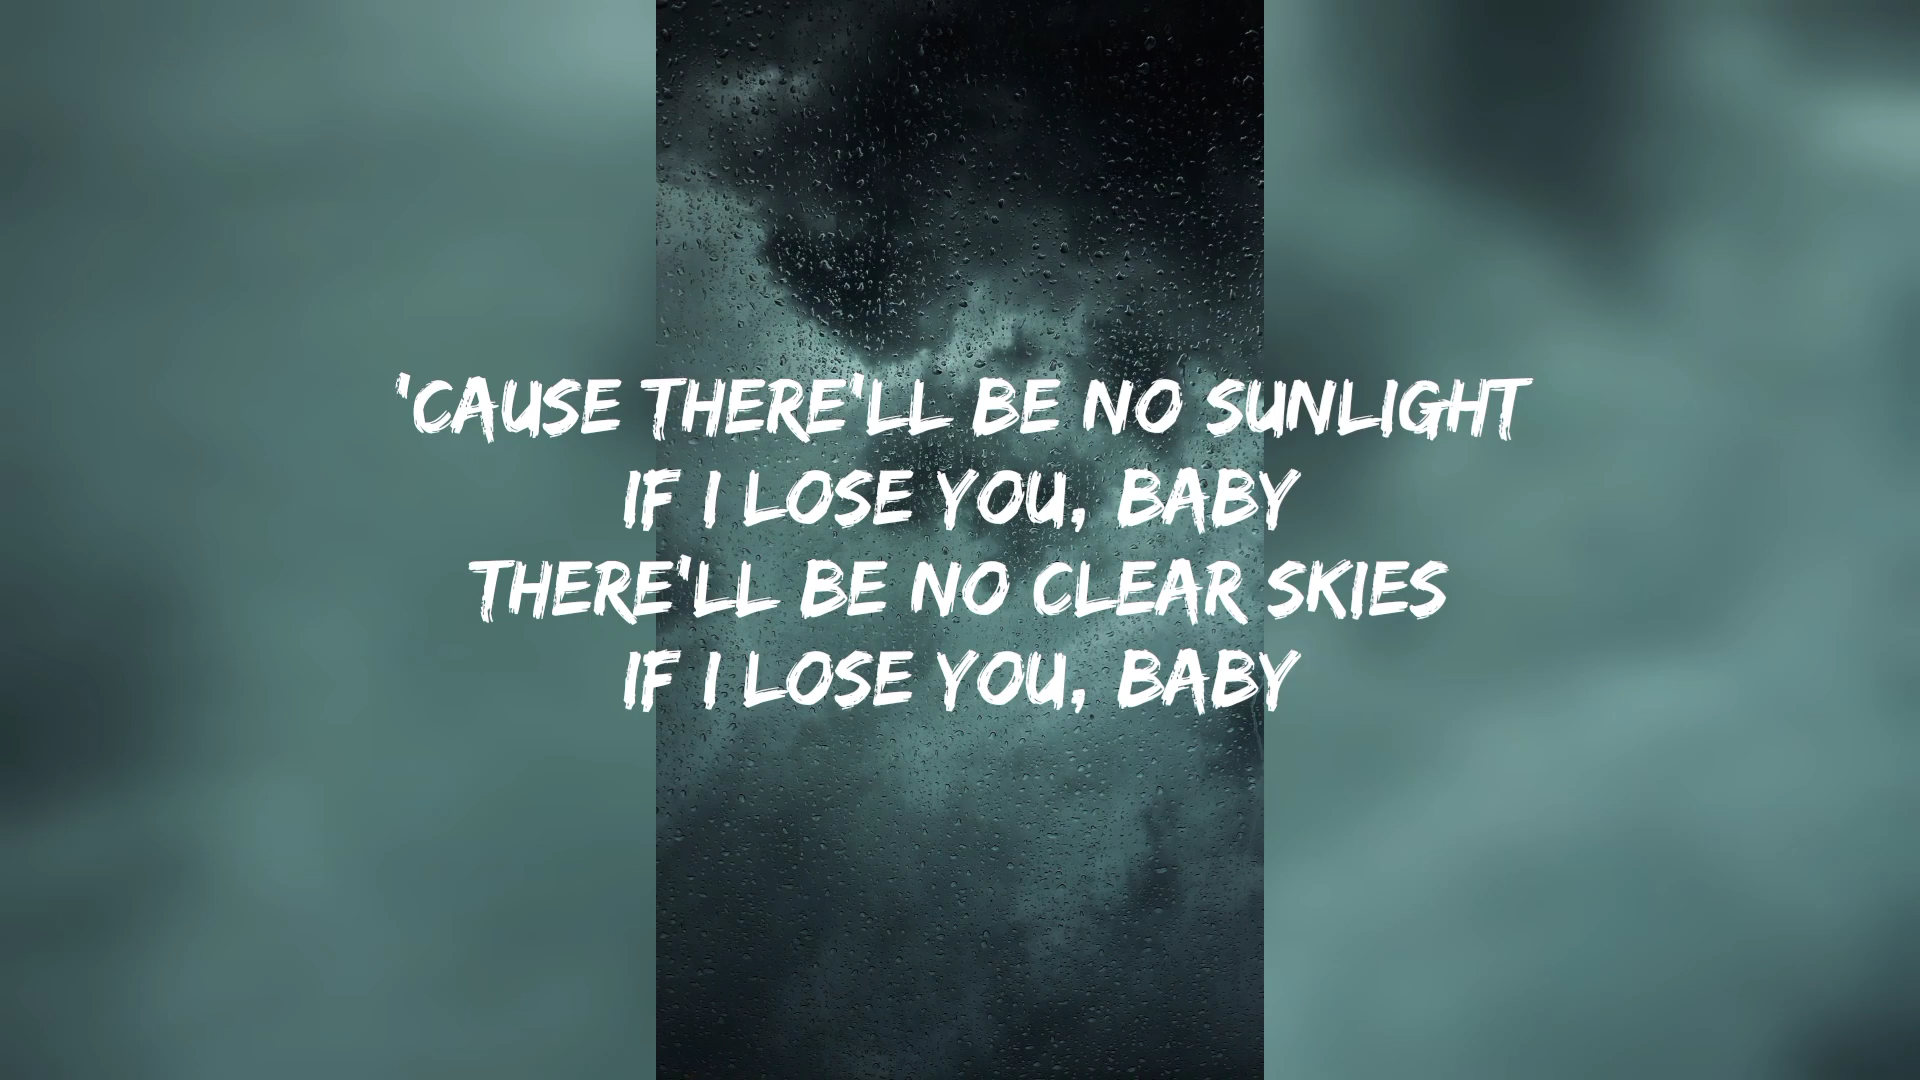 'CAUSE THERE'LL BE NO SUNLIGHT
IF I LOSE YOU, BABY
THERE'LL BE NO CLEAR SKIES
IF I LOSE YOU, BABY